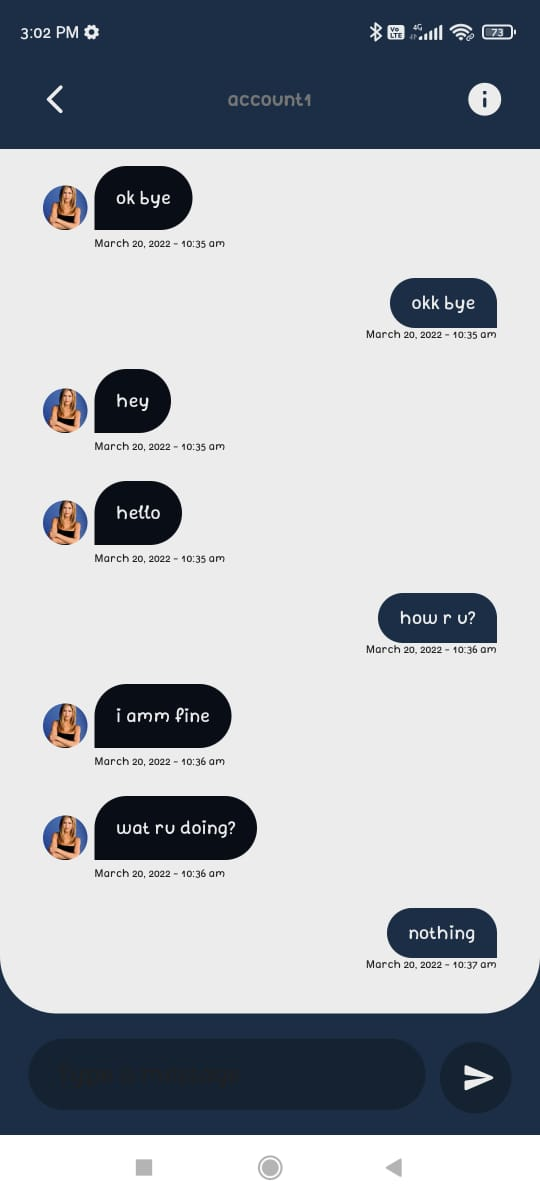 3:02 PM
Vo LTE 4G 73
account1
ok bye
March 20, 2022 - 10:35 am
okk bye
March 20, 2022 - 10:35 am
hey
March 20, 2022 - 10:35 am
hello
March 20, 2022 - 10:35 am
how r u?
March 20, 2022 - 10:36 am
i amm fine
March 20, 2022 - 10:36 am
wat ru doing?
March 20, 2022 - 10:36 am
nothing
March 20, 2022 - 10:37 am